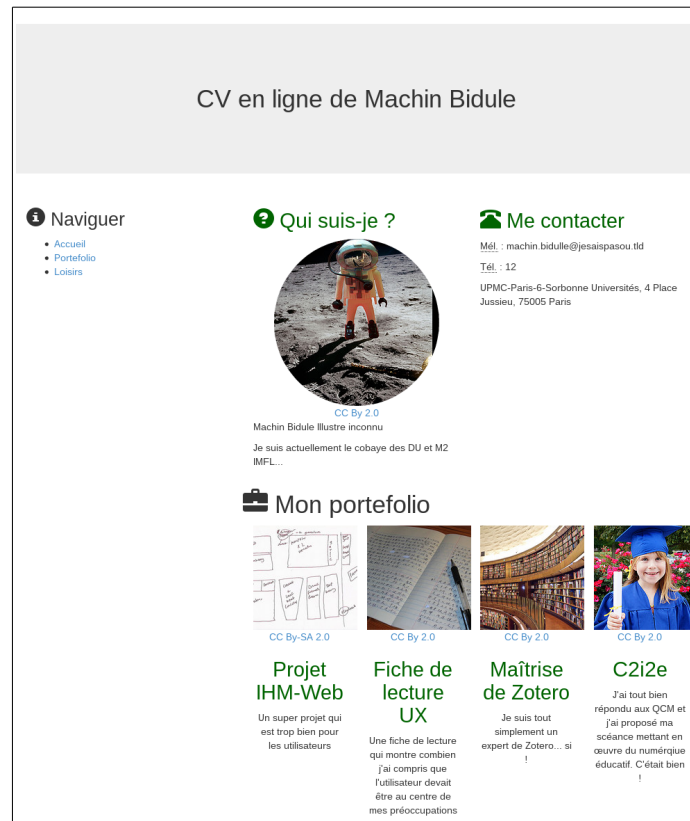 CV en ligne de Machin Bidule
Naviguer
Accueil
Portefolio
Loisirs
Qui suis-je ?
CC By 2.0
Machin Bidule Illustre inconnu
Je suis actuellement le cobaye des DU et M2
IMFL...
Me contacter
Mél. : machin.bidulle@jesaispasou.tld
Tél. : 12
UPMC-Paris-6-Sorbonne Universités, 4 Place
Jussieu, 75005 Paris
Mon portefolio
CC By-SA 2.0
Projet
IHM-Web
Un super projet qui
est trop bien pour
les utilisateurs
CC By 2.0
Fiche de
lecture
UX
Une fiche de lecture
qui montre combien
j'ai compris que
l'utilisateur devait
être au centre de
mes préoccupations
CC By 2.0
Maîtrise
de Zotero
Je suis tout
simplement un
expert de Zotero... si
!
CC By 2.0
C2i2e
J'ai tout bien
répondu aux QCM et
j'ai proposé ma
scéance mettant en
œuvre du numérqiue
éducatif. C'était bien
!